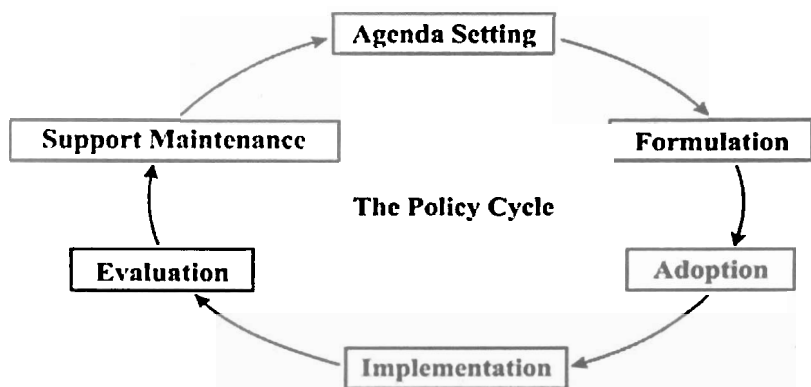 Agenda Setting
Support Maintenance
Formulation
The Policy Cycle
Evaluation
Adoption
Implementation